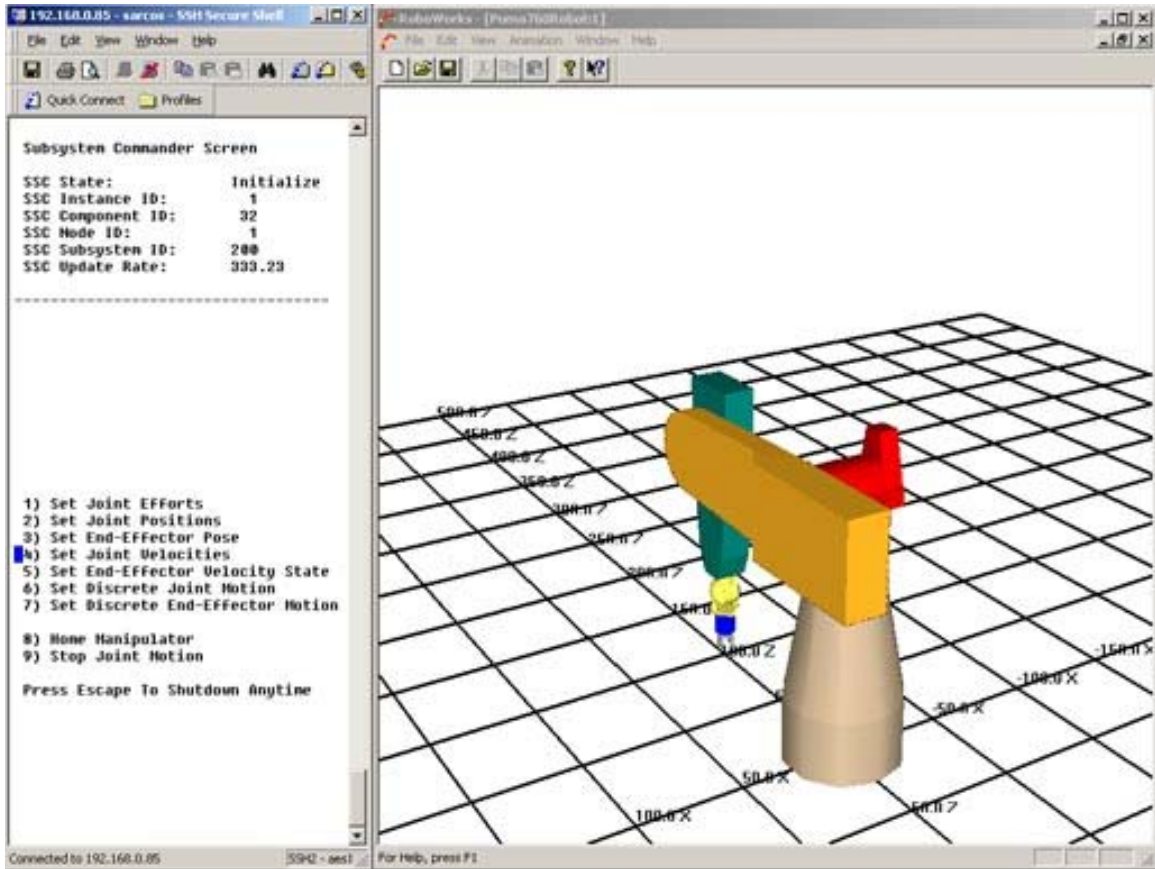 192.168.0.85 - sarcos - SSH Secure Shell
File Edit View Window Help
Quick Connect Profiles
Subsystem Commander Screen
SSC State: Initialize
SSC Instance ID: 1
SSC Component ID: 32
SSC Node ID: 1
SSC Subsystem ID: 200
SSC Update Rate: 333.23
----------------------------------
1) Set Joint Efforts
2) Set Joint Positions
3) Set End-Effector Pose
4) Set Joint Velocities
5) Set End-Effector Velocity State
6) Set Discrete Joint Motion
7) Set Discrete End-Effector Motion
8) Home Manipulator
9) Stop Joint Motion
Press Escape To Shutdown Anytime
Connected to 192.168.0.85 SSH2 - aes1
RoboWorks - [Puma760Robot:1]
File Edit View Animation Window Help
500.0 Z
450.0 Z
400.0 Z
350.0 Z
300.0 Z
250.0 Z
200.0 Z
150.0
100.0 Z
-150.0 X
-100.0 X
-50.0 X
50.0 X
50.0 Z
100.0 X
For Help, press F1